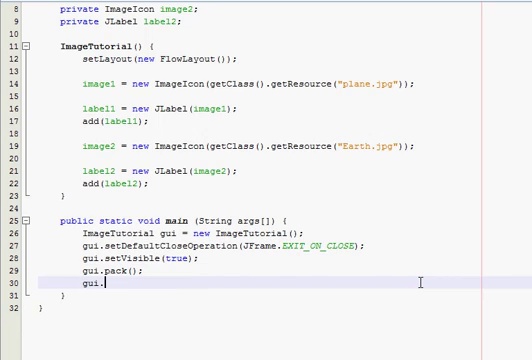 8 private ImageIcon image2;
9 private JLabel label2;
10
11 ImageTutorial() {
12 setLayout(new FlowLayout());
13
14 image1 = new ImageIcon(getClass().getResource("plane.jpg"));
15
16 label1 = new JLabel(image1);
17 add(label1);
18
19 image2 = new ImageIcon(getClass().getResource("Earth.jpg"));
20
21 label2 = new JLabel(image2);
22 add(label2);
23 }
24
25 public static void main (String args[]) {
26 ImageTutorial gui = new ImageTutorial();
27 gui.setDefaultCloseOperation(JFrame.EXIT_ON_CLOSE);
28 gui.setVisible(true);
29 gui.pack();
30 gui.
31 }
32 }